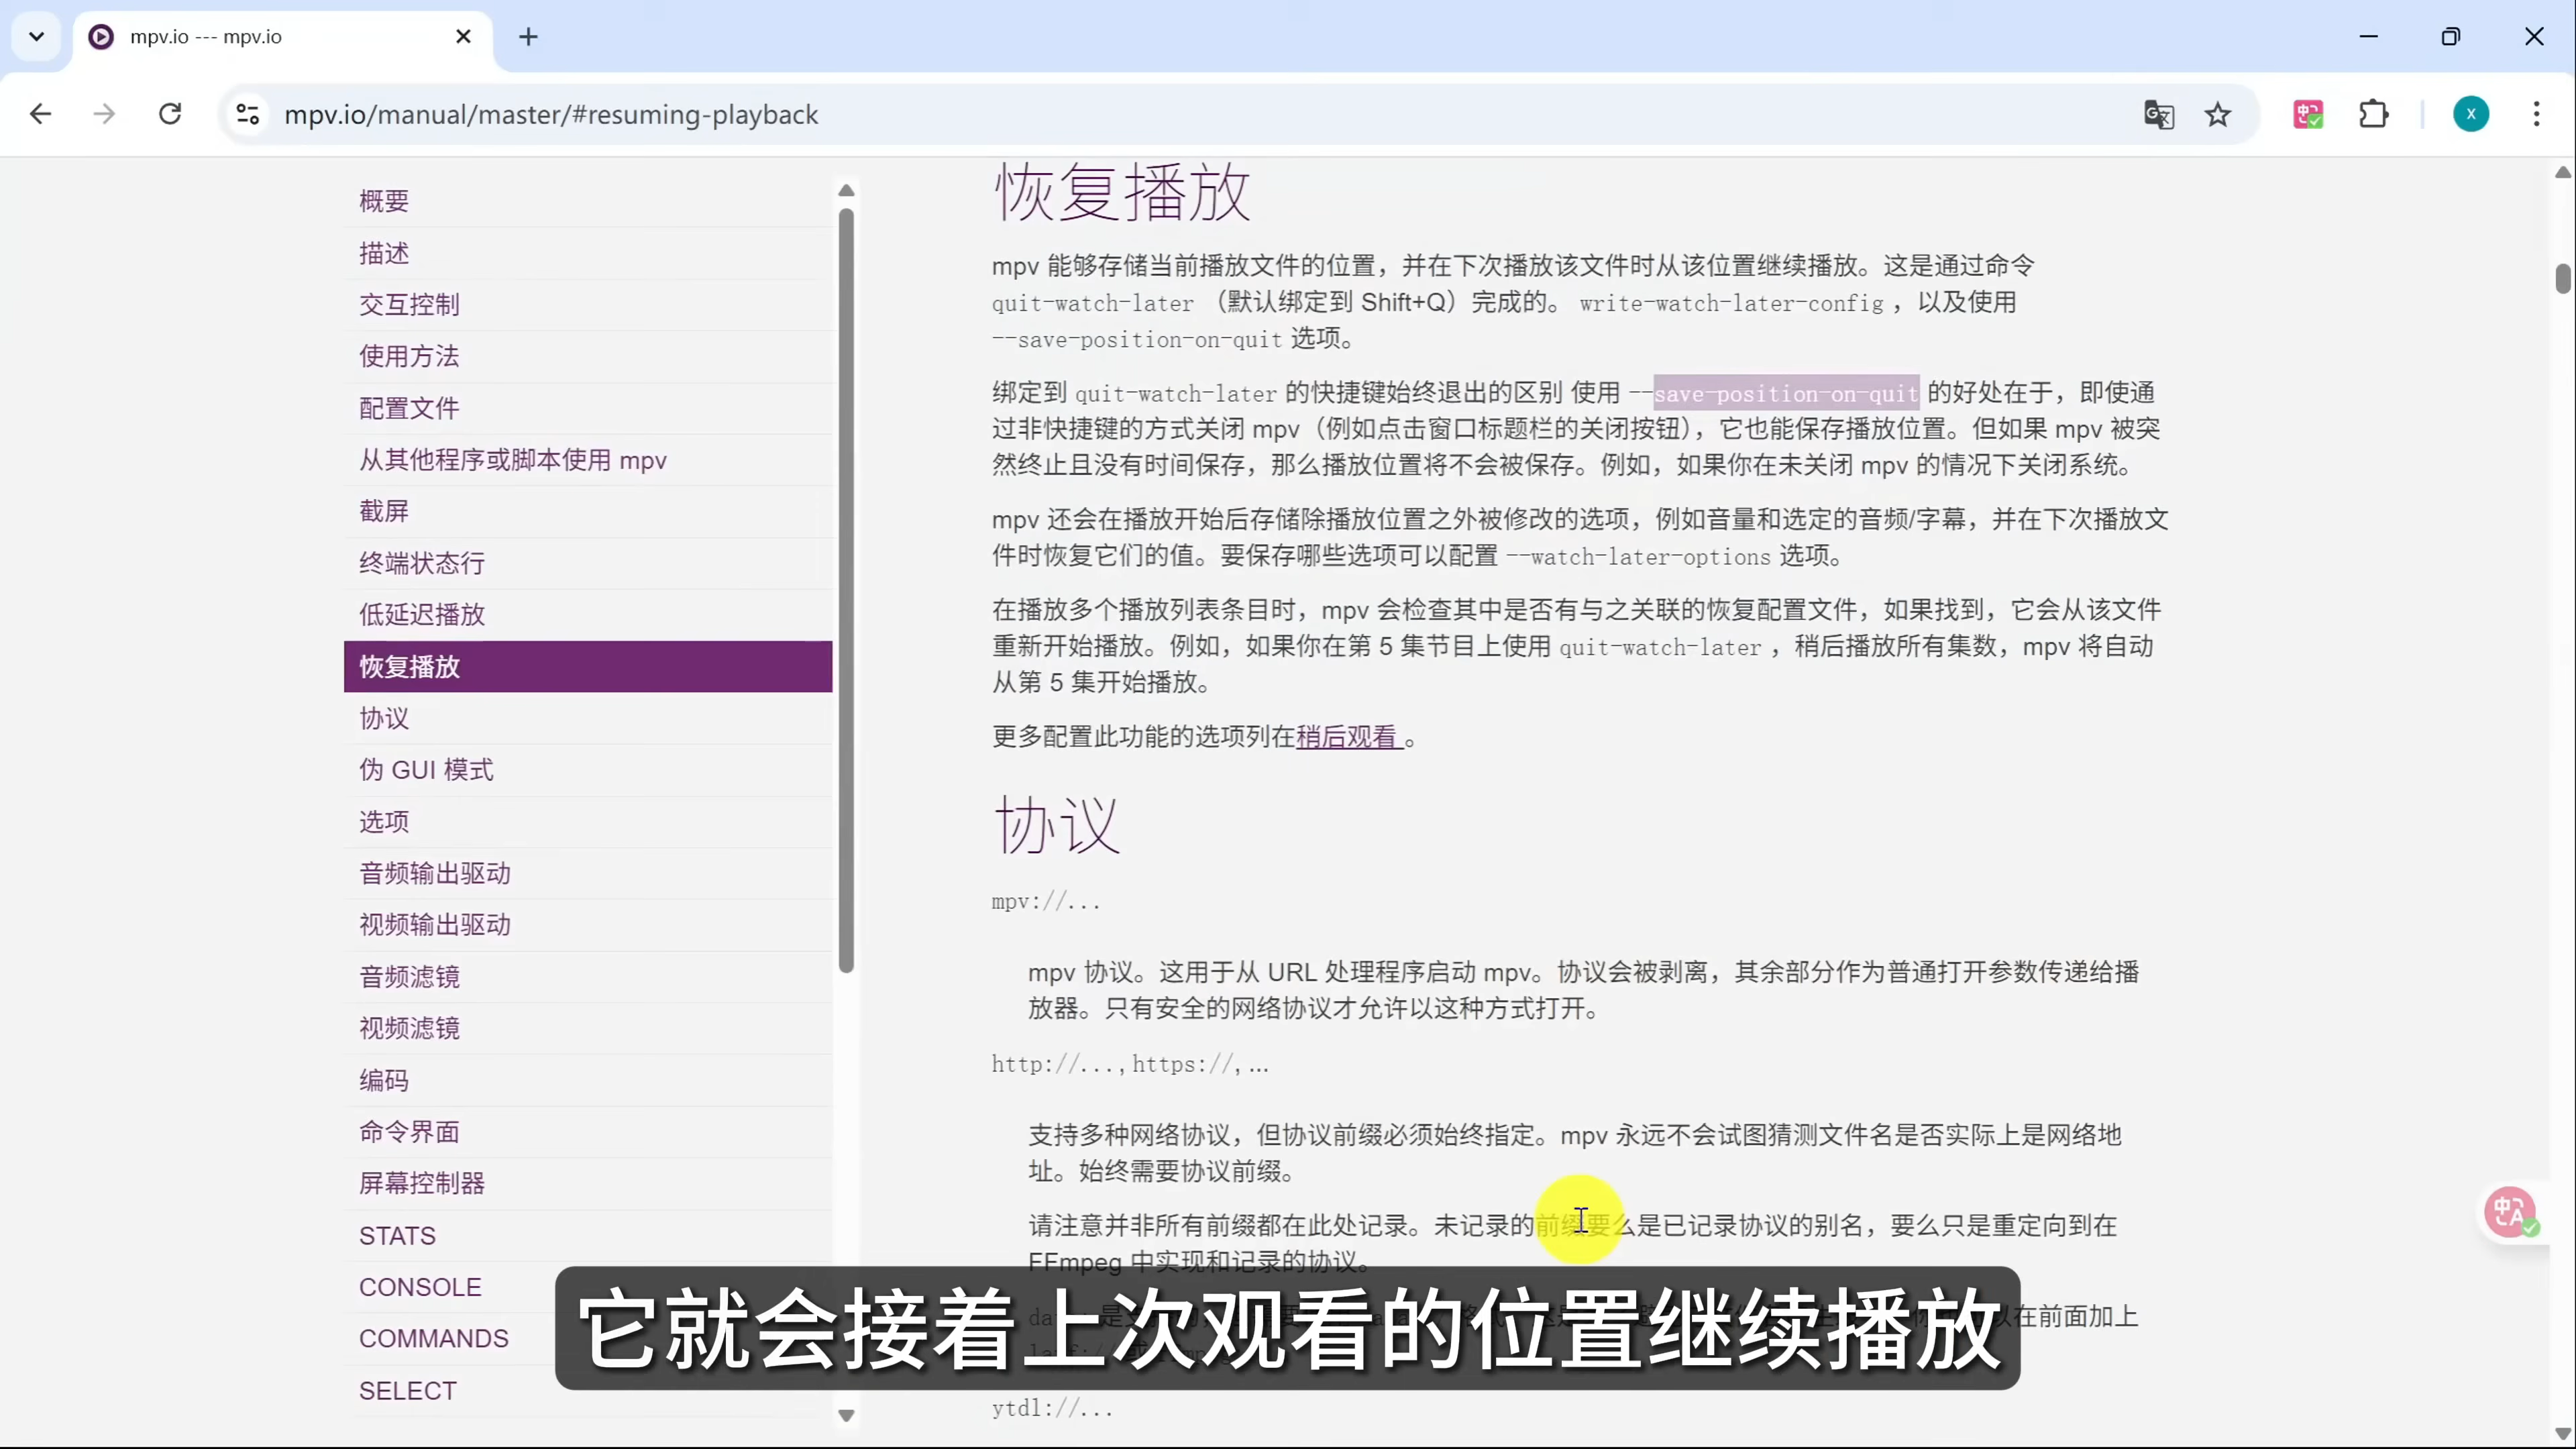 mpv.io --- mpv.io
mpv.io/manual/master/#resuming-playback
X
概要
描述
交互控制
使用方法
配置文件
从其他程序或脚本使用 mpv
截屏
终端状态行
低延迟播放
恢复播放
协议
伪 GUI 模式
选项
音频输出驱动
视频输出驱动
音频滤镜
视频滤镜
编码
命令界面
屏幕控制器
STATS
CONSOLE
COMMANDS
SELECT
恢复播放
mpv 能够存储当前播放文件的位置，并在下次播放该文件时从该位置继续播放。这是通过命令
quit-watch-later （默认绑定到 Shift+Q）完成的。 write-watch-later-config ，以及使用
--save-position-on-quit 选项。
绑定到 quit-watch-later 的快捷键始终退出的区别 使用 --save-position-on-quit 的好处在于，即使通
过非快捷键的方式关闭 mpv（例如点击窗口标题栏的关闭按钮），它也能保存播放位置。但如果 mpv 被突
然终止且没有时间保存，那么播放位置将不会被保存。例如，如果你在未关闭 mpv 的情况下关闭系统。
mpv 还会在播放开始后存储除播放位置之外被修改的选项，例如音量和选定的音频/字幕，并在下次播放文
件时恢复它们的值。要保存哪些选项可以配置 --watch-later-options 选项。
在播放多个播放列表条目时，mpv 会检查其中是否有与之关联的恢复配置文件，如果找到，它会从该文件
重新开始播放。例如，如果你在第 5 集节目上使用 quit-watch-later ，稍后播放所有集数，mpv 将自动
从第 5 集开始播放。
更多配置此功能的选项列在稍后观看 。
协议
mpv://...
mpv 协议。这用于从 URL 处理程序启动 mpv。协议会被剥离，其余部分作为普通打开参数传递给播
放器。只有安全的网络协议才允许以这种方式打开。
http://..., https://, ...
支持多种网络协议，但协议前缀必须始终指定。mpv 永远不会试图猜测文件名是否实际上是网络地
址。始终需要协议前缀。
请注意并非所有前缀都在此处记录。未记录的前缀要么是已记录协议的别名，要么只是重定向到在
FFmpeg 中实现和记录的协议。
在前面加上
它就会接着上次观看的位置继续播放
ytdl://...